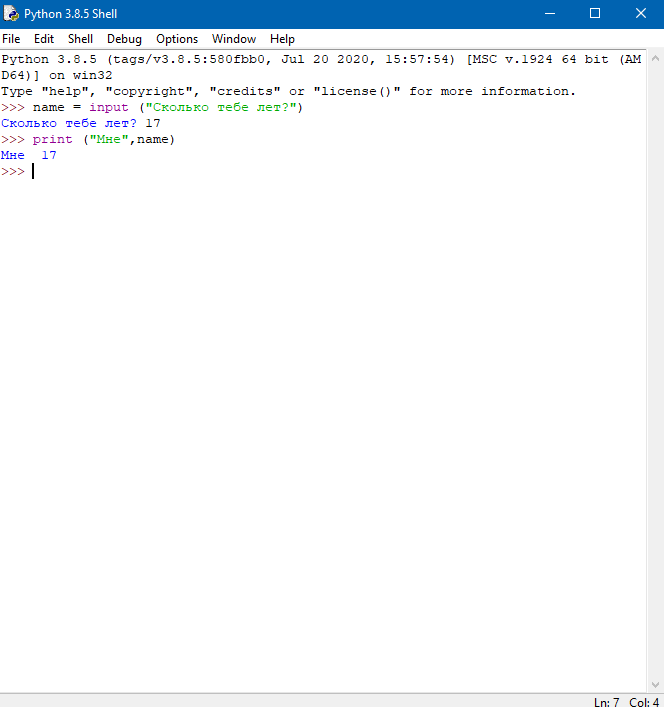 Python 3.8.5 Shell
File Edit Shell Debug Options Window Help
Python 3.8.5 (tags/v3.8.5:580fbb0, Jul 20 2020, 15:57:54) [MSC v.1924 64 bit (AM
D64)] on win32
Type "help", "copyright", "credits" or "license()" for more information.
>>> name = input ("Сколько тебе лет?")
Сколько тебе лет? 17
>>> print ("Мне",name)
Мне  17
>>>
Ln: 7 Col: 4